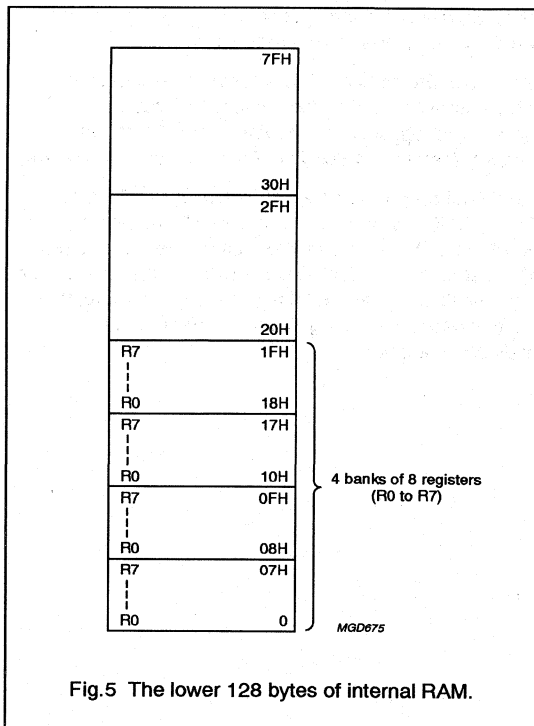 7FH
30H
2FH
20H
R7 1FH
R0 18H
R7 17H
R0 10H
R7 0FH
R0 08H
R7 07H
R0 0
4 banks of 8 registers
(R0 to R7)
MGD675
Fig.5 The lower 128 bytes of internal RAM.